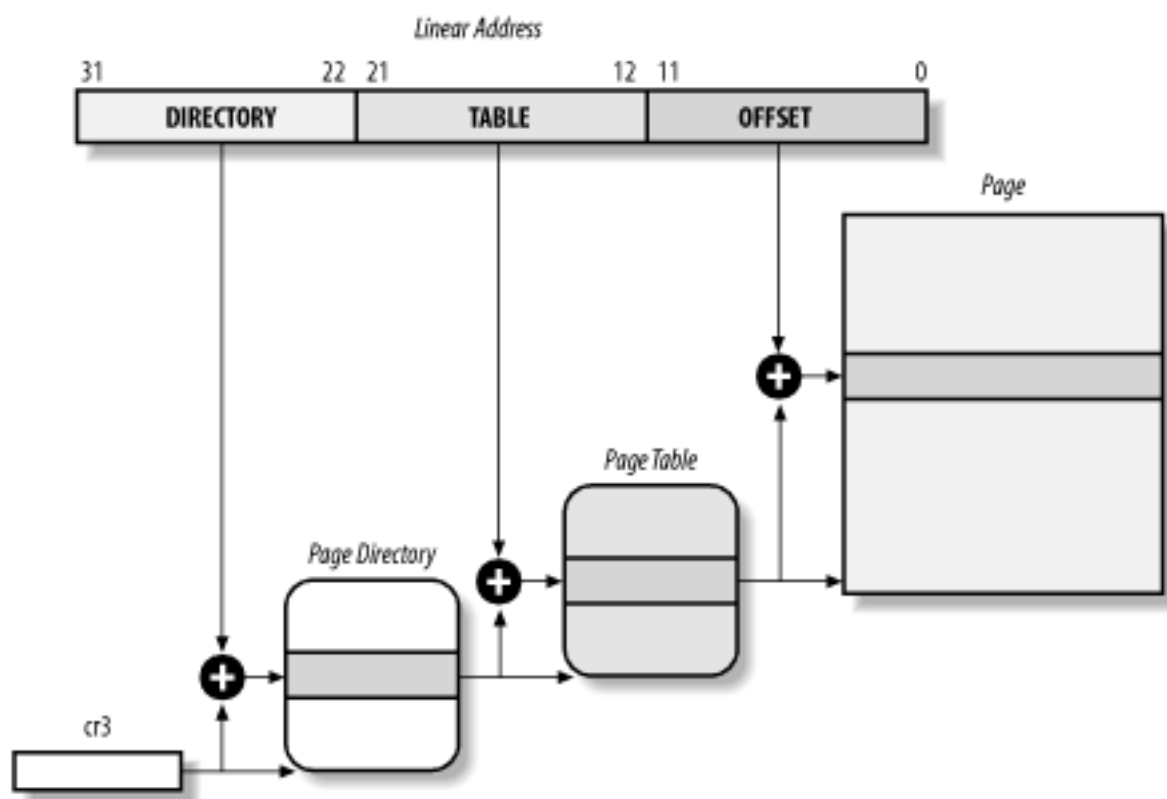 Linear Address
31 22 21 12 11 0
DIRECTORY TABLE OFFSET
Page
Page Table
Page Directory
cr3